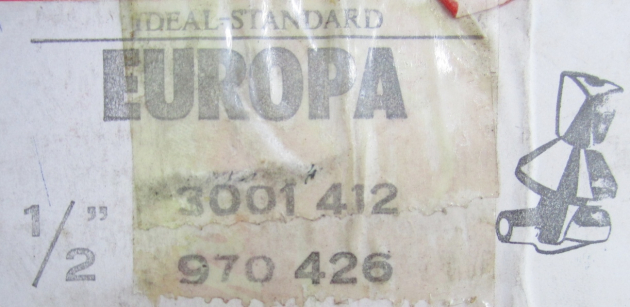 IDEAL-STANDARD
EUROPA
3001 412
1/2" 970 426